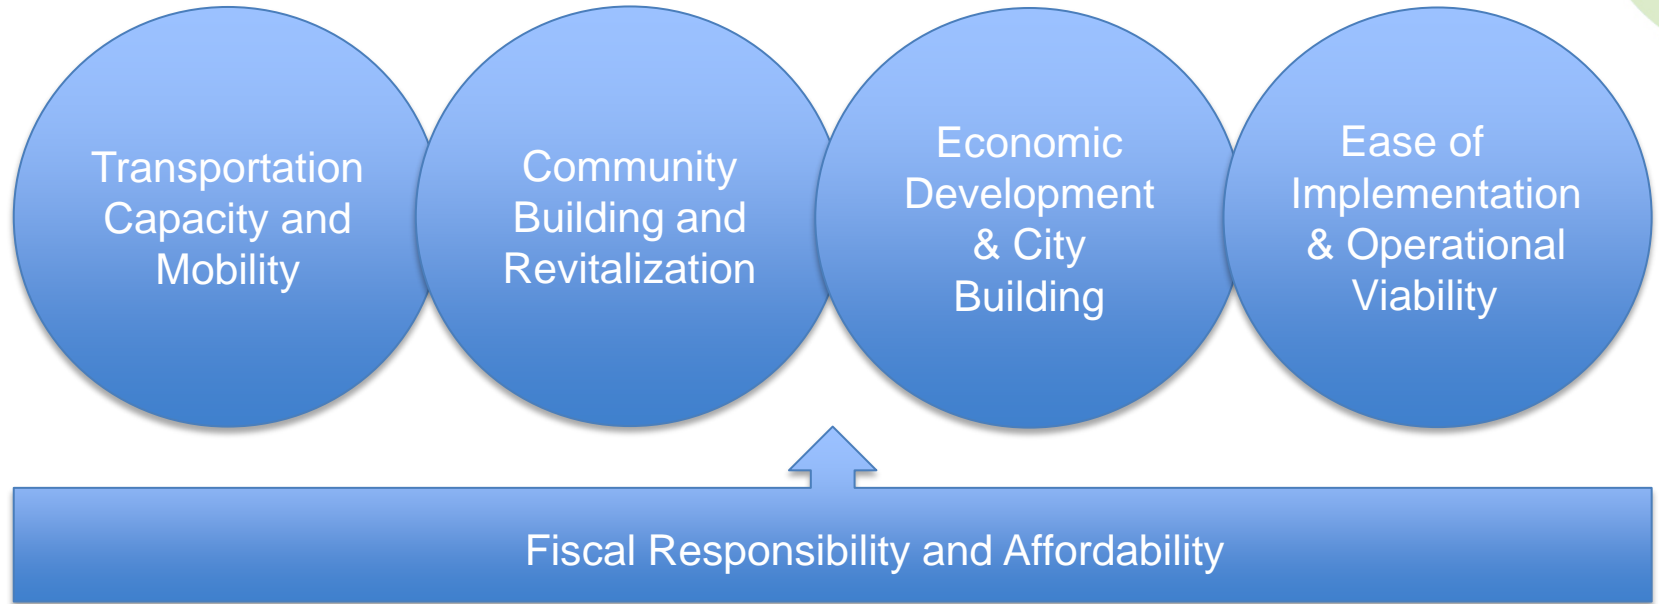 Transportation
Capacity and
Mobility
Community
Building and
Revitalization
Economic
Development
& City
Building
Ease of
Implementation
& Operational
Viability
Fiscal Responsibility and Affordability